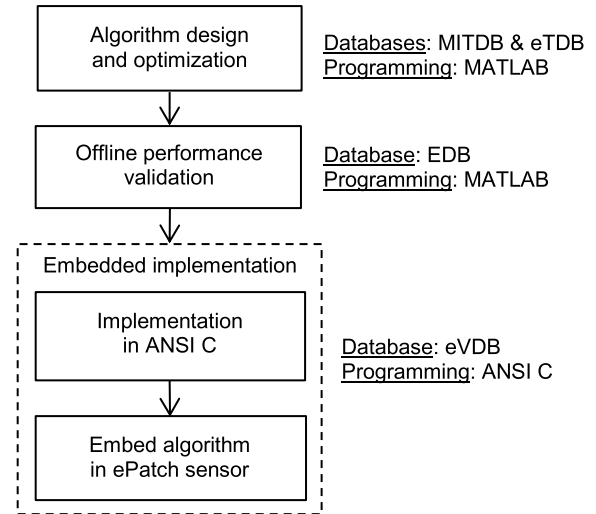 Algorithm design
and optimization
Databases: MITDB & eTDB
Programming: MATLAB
Offline performance
validation
Database: EDB
Programming: MATLAB
Embedded implementation
Implementation
in ANSI C
Database: eVDB
Programming: ANSI C
Embed algorithm
in ePatch sensor